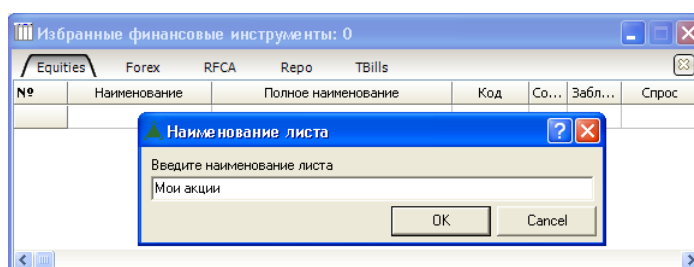 Избранные финансовые инструменты: 0
Equities Forex RFCA Repo TBills
№ Наименование Полное наименование Код Со... Забл... Спрос
Наименование листа
Введите наименование листа
Мои акции
OK Cancel